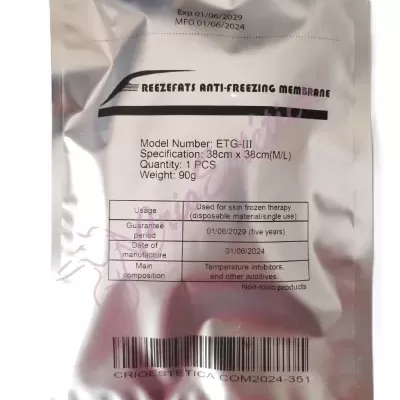 Exp 01/06/2029
MFG 01/06/2024
FREEZEFATS ANTI-FREEZING MEMBRANE
Model Number: ETG-III
Specification: 38cm x 38cm(M/L)
Quantity: 1 PCS
Weight: 90g
Usage Used for skin frozen therapy
(disposable material/single use)
Guarantee
period 01/06/2029 (five years)
Date of
manufacture 01/06/2024
Main
composition Temperature inhibitors,
and other additives.
Non-toxic products
CRIOESTETICA COM2024-351